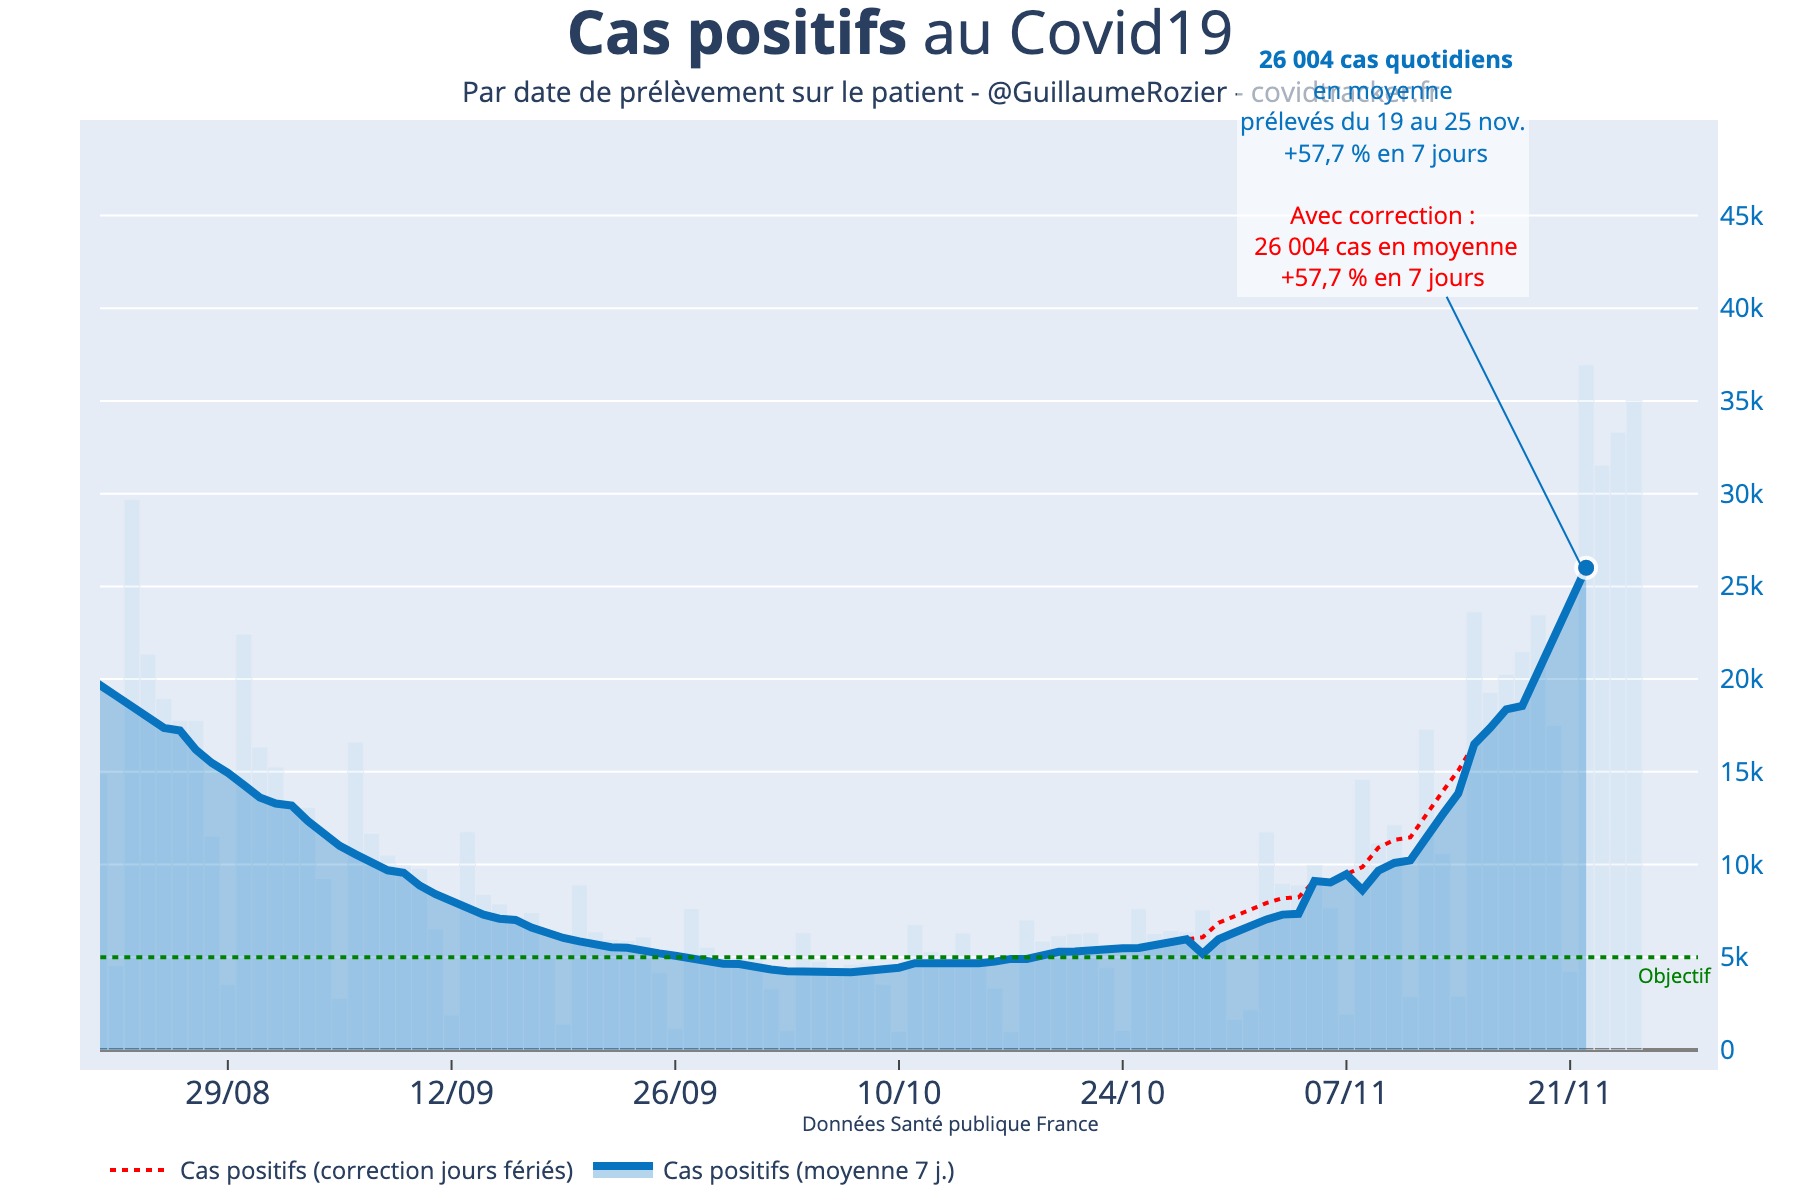 Cas positifs au Covid19
Par date de prélèvement sur le patient - @GuillaumeRozier - covidtracker.fr
26 004 cas quotidiens
en moyenne
prélevés du 19 au 25 nov.
+57,7 % en 7 jours
Avec correction :
26 004 cas en moyenne
+57,7 % en 7 jours
45k
40k
35k
30k
25k
20k
15k
10k
5k
Objectif
0
29/08
12/09
26/09
10/10
24/10
07/11
21/11
Données Santé publique France
Cas positifs (correction jours fériés)
Cas positifs (moyenne 7 j.)